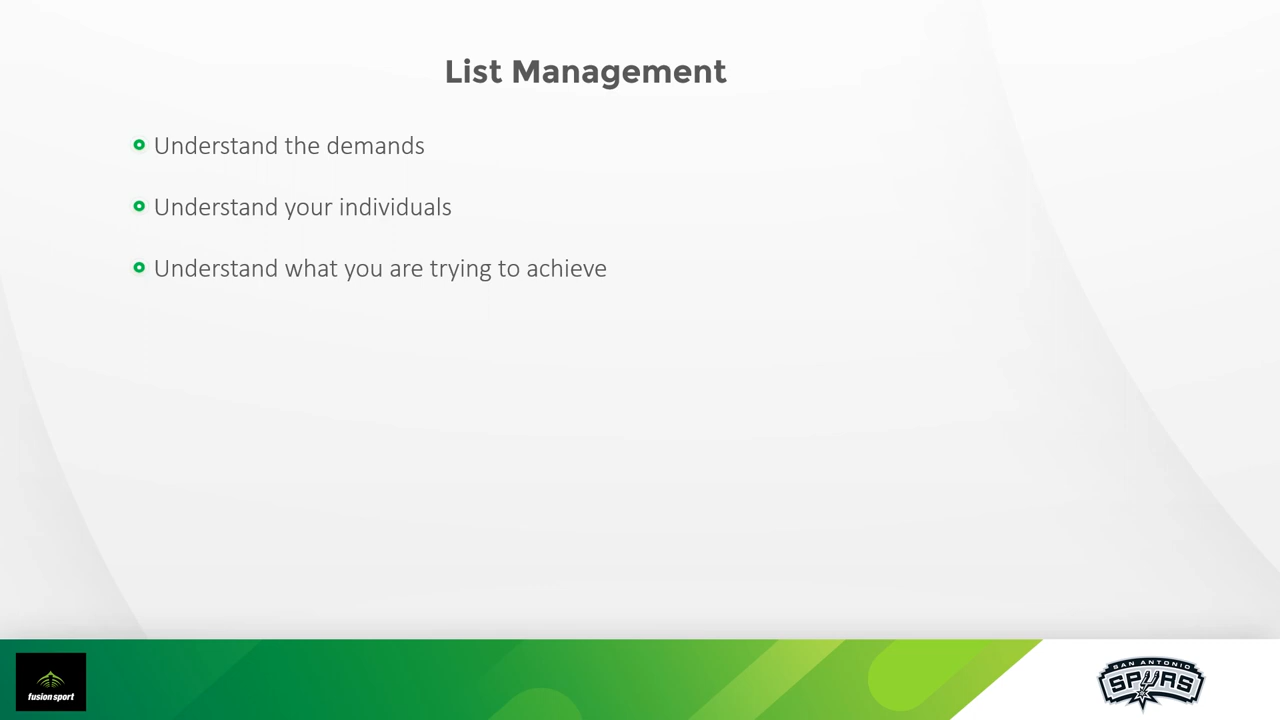 List Management
Understand the demands
Understand your individuals
Understand what you are trying to achieve
fusion sport
SAN ANTONIO
SPURS